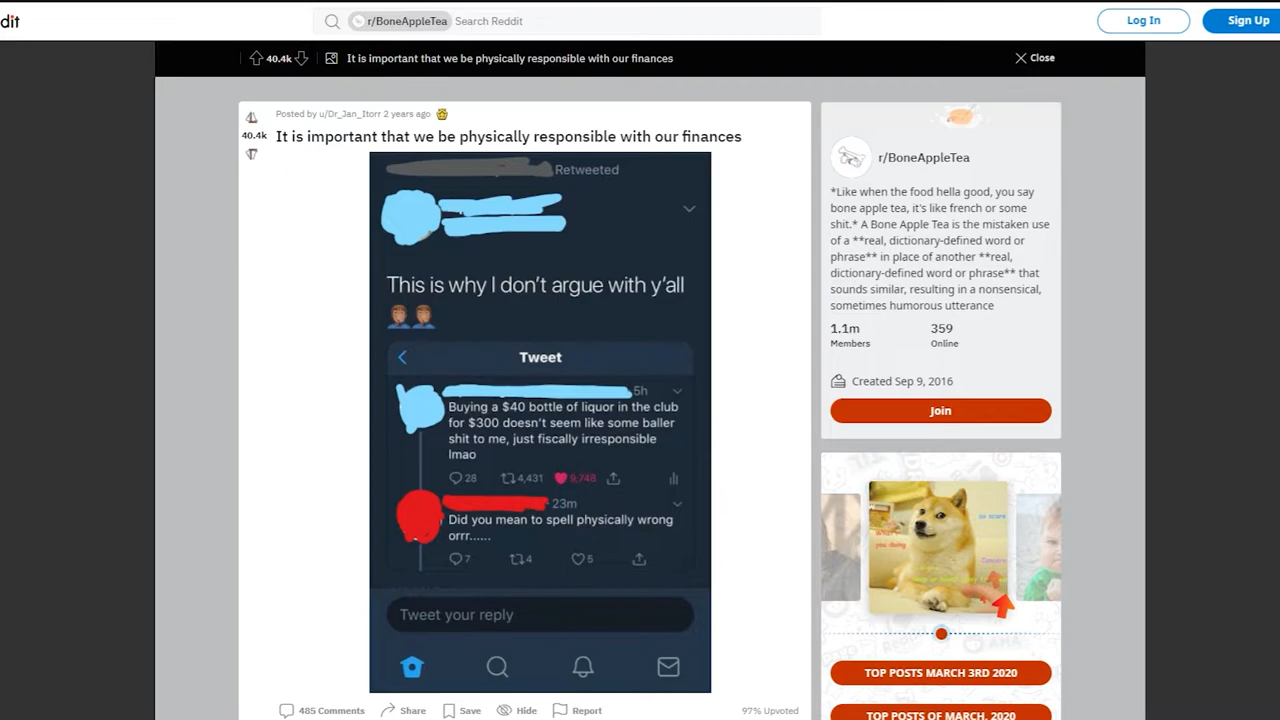 dit
r/BoneAppleTea Search Reddit
Log In
Sign Up
40.4k
It is important that we be physically responsible with our finances
Close
Posted by u/Dr_Jan_Itorr 2 years ago
40.4k
It is important that we be physically responsible with our finances
Retweeted
This is why I don't argue with y'all
Tweet
5h
Buying a $40 bottle of liquor in the club
for $300 doesn't seem like some baller
shit to me, just fiscally irresponsible
lmao
28 4,431 9,748
23m
Did you mean to spell physically wrong
orrr......
7 4 5
Tweet your reply
485 Comments Share Save Hide Report 97% Upvoted
r/BoneAppleTea
*Like when the food hella good, you say
bone apple tea, it's like french or some
shit.* A Bone Apple Tea is the mistaken use
of a **real, dictionary-defined word or
phrase** in place of another **real,
dictionary-defined word or phrase** that
sounds similar, resulting in a nonsensical,
sometimes humorous utterance
1.1m 359
Members Online
Created Sep 9, 2016
Join
so scare
What r
you doing
Concern
TOP POSTS MARCH 3RD 2020
TOP POSTS OF MARCH, 2020